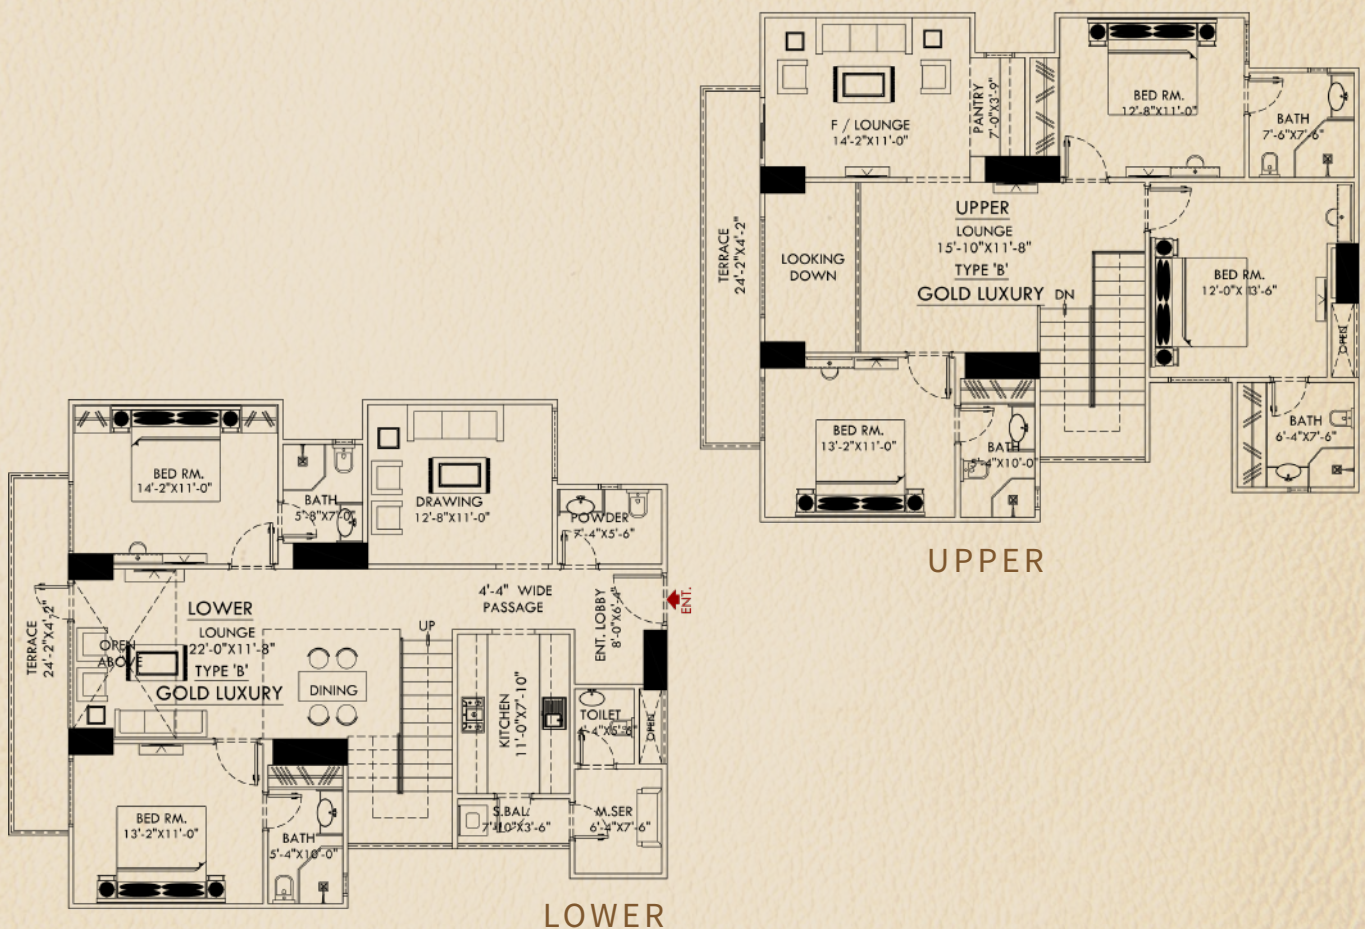 F / LOUNGE
14'-2"X11'-0"
PANTRY
7'-0"X3'-9"
BED RM.
12'-8"X11'-0"
BATH
7'-6"X7'-6"
TERRACE
24'-2"X4'-2"
LOOKING
DOWN
UPPER
LOUNGE
15'-10"X11'-8"
TYPE 'B'
GOLD LUXURY
DN
BED RM.
12'-0"X13'-6"
OPEN
BED RM.
13'-2"X11'-0"
BATH
5'-4"X10'-0"
BATH
6'-4"X7'-6"
UPPER
BED RM.
14'-2"X11'-0"
BATH
5'-8"X7'-0"
DRAWING
12'-8"X11'-0"
POWDER
7'-4"X5'-6"
4'-4" WIDE
PASSAGE
ENT. LOBBY
8'-0"X6'-4"
ENT.
TERRACE
24'-2"X4'-2"
OPEN
ABOVE
LOWER
LOUNGE
22'-0"X11'-8"
TYPE 'B'
GOLD LUXURY
DINING
UP
KITCHEN
11'-0"X7'-10"
TOILET
OPEN
BED RM.
13'-2"X11'-0"
BATH
5'-4"X10'-0"
S.BAL.
7'-10"X3'-6"
M.SER
6'-4"X7'-6"
LOWER